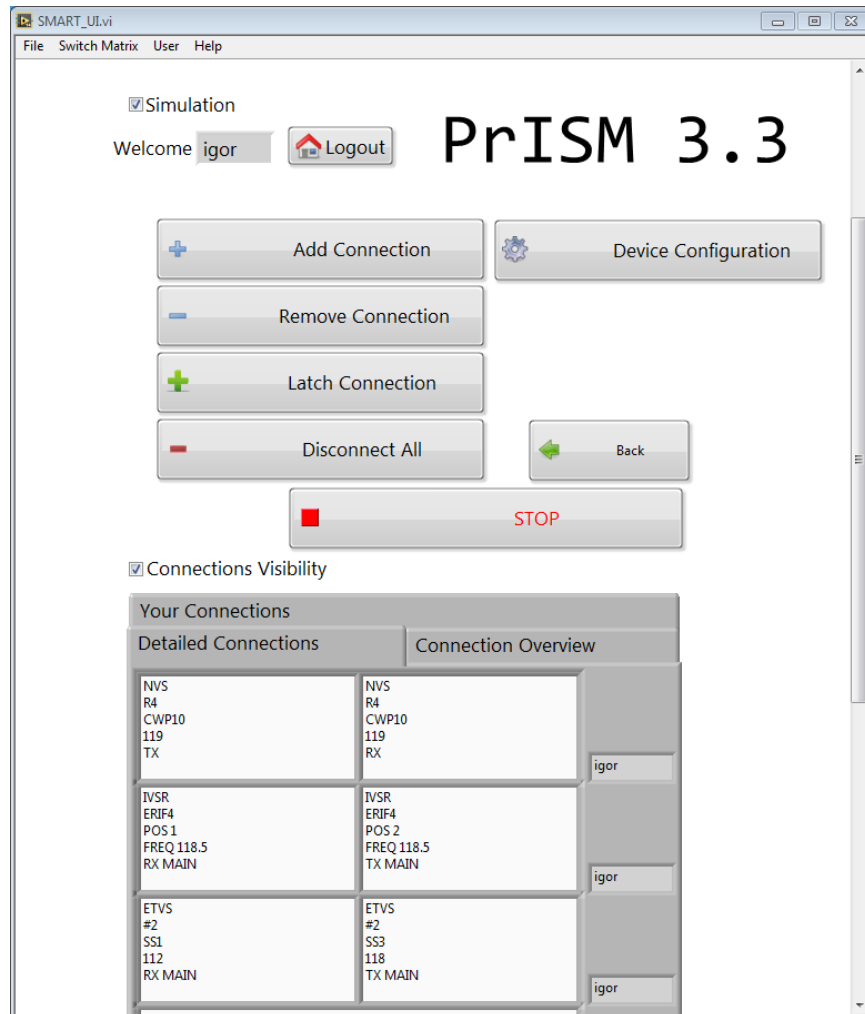 SMART_UI.vi
File Switch Matrix User Help
Simulation
Welcome igor Logout
PrISM 3.3
Add Connection
Device Configuration
Remove Connection
Latch Connection
Disconnect All
Back
STOP
Connections Visibility
Your Connections
Detailed Connections
Connection Overview
NVS
R4
CWP10
119
TX
NVS
R4
CWP10
119
RX
igor
IVSR
ERIF4
POS 1
FREQ 118.5
RX MAIN
IVSR
ERIF4
POS 2
FREQ 118.5
TX MAIN
igor
ETVS
#2
SS1
112
RX MAIN
ETVS
#2
SS3
118
TX MAIN
igor